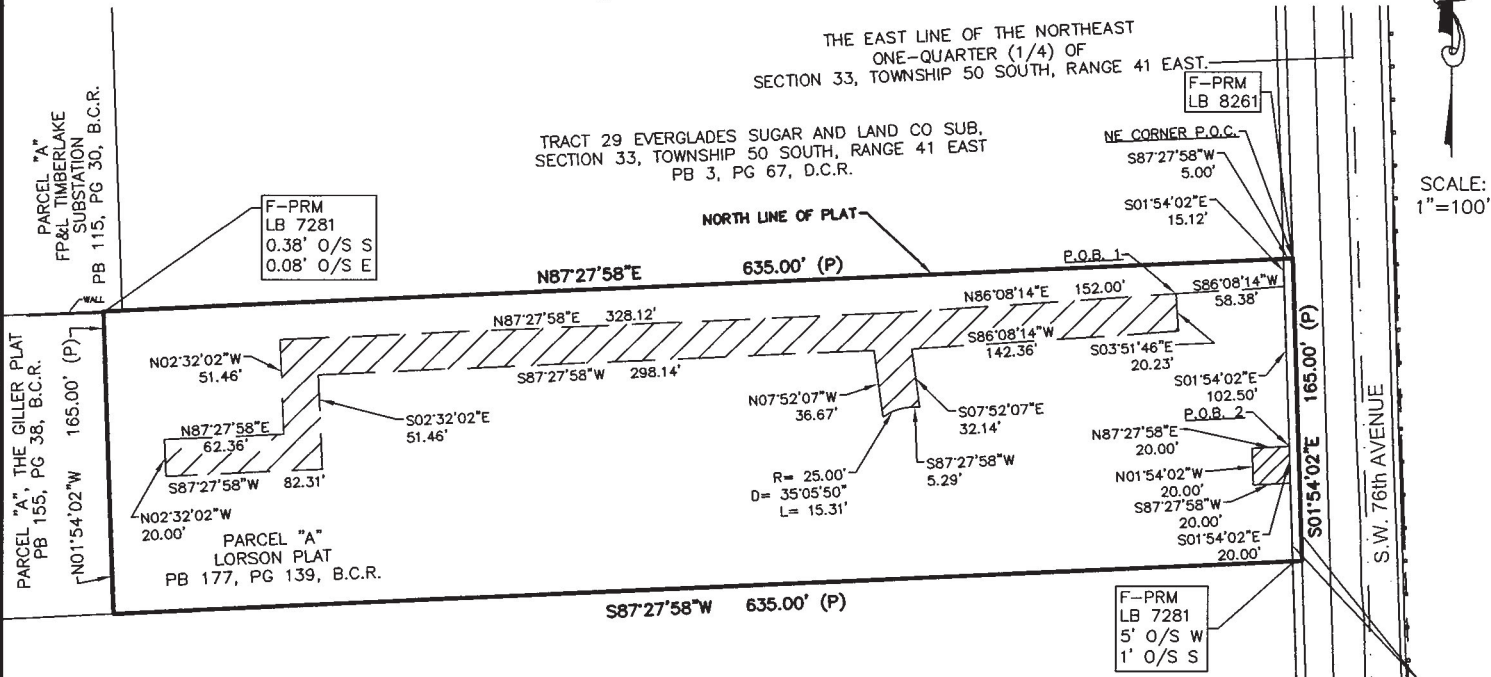 THE EAST LINE OF THE NORTHEAST
ONE-QUARTER (1/4) OF
SECTION 33, TOWNSHIP 50 SOUTH, RANGE 41 EAST.
F-PRM
LB 8261
NE CORNER P.O.C.
S87°27'58"W
5.00'
S01°54'02"E
15.12'
SCALE:
1"=100'
TRACT 29 EVERGLADES SUGAR AND LAND CO SUB,
SECTION 33, TOWNSHIP 50 SOUTH, RANGE 41 EAST
PB 3, PG 67, D.C.R.
PARCEL "A"
FP&L TIMBERLAKE
SUBSTATION
PB 115, PG 30, B.C.R.
F-PRM
LB 7281
0.38' O/S S
0.08' O/S E
NORTH LINE OF PLAT
N87°27'58"E 635.00' (P)
P.O.B. 1
S86°08'14"W
58.38'
N86°08'14"E 152.00'
WALL
N87°27'58"E 328.12'
S86°08'14"W
142.36'
S03°51'46"E
20.23'
N02°32'02"W
51.46'
S87°27'58"W 298.14'
S01°54'02"E
102.50'
S01°54'02"E 165.00' (P)
PARCEL "A", THE GILLER PLAT
PB 155, PG 38, B.C.R.
N01°54'02"W 165.00' (P)
N07°52'07"W
36.67'
S07°52'07"E
32.14'
S02°32'02"E
51.46'
P.O.B. 2
N87°27'58"E
62.36'
N87°27'58"E
20.00'
N01°54'02"W
20.00'
S87°27'58"W
20.00'
S01°54'02"E
20.00'
R= 25.00'
D= 35°05'50"
L= 15.31'
S87°27'58"W
5.29'
S87°27'58"W 82.31'
N02°32'02"W
20.00'
PARCEL "A"
LORSON PLAT
PB 177, PG 139, B.C.R.
S.W. 76th AVENUE
S87°27'58"W 635.00' (P)
F-PRM
LB 7281
5' O/S W
1' O/S S